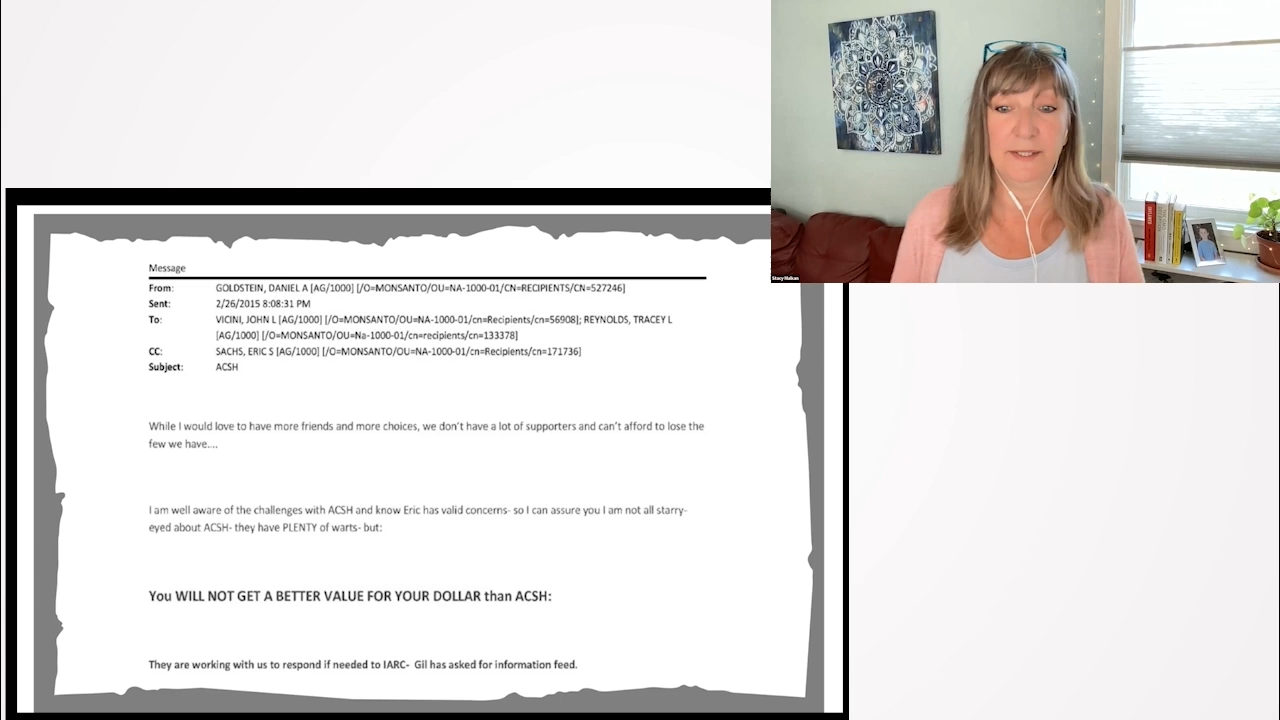 Message
From: GOLDSTEIN, DANIEL A [AG/1000] [/O=MONSANTO/OU=NA-1000-01/CN=RECIPIENTS/CN=527246]
Sent: 2/26/2015 8:08:31 PM
To: VICINI, JOHN L [AG/1000] [/O=MONSANTO/OU=NA-1000-01/cn=Recipients/cn=56908]; REYNOLDS, TRACEY L
[AG/1000] [/O=MONSANTO/OU=Na-1000-01/cn=recipients/cn=133378]
CC: SACHS, ERIC S [AG/1000] [/O=MONSANTO/OU=NA-1000-01/cn=Recipients/cn=171736]
Subject: ACSH
While I would love to have more friends and more choices, we don't have a lot of supporters and can't afford to lose the
few we have....
I am well aware of the challenges with ACSH and know Eric has valid concerns- so I can assure you I am not all starry-
eyed about ACSH- they have PLENTY of warts- but:
You WILL NOT GET A BETTER VALUE FOR YOUR DOLLAR than ACSH:
They are working with us to respond if needed to IARC- Gil has asked for information feed.
Stacy Malkan